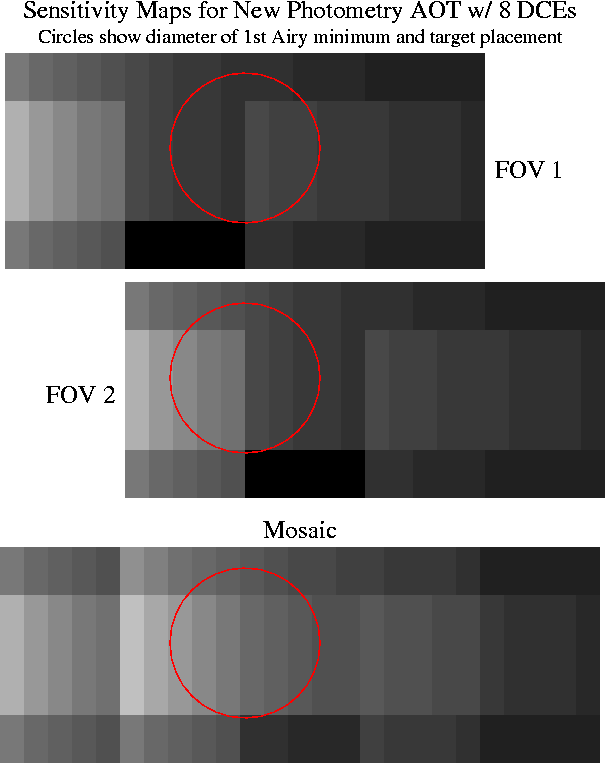 Sensitivity Maps for New Photometry AOT w/ 8 DCEs
Circles show diameter of 1st Airy minimum and target placement
FOV 1
FOV 2
Mosaic